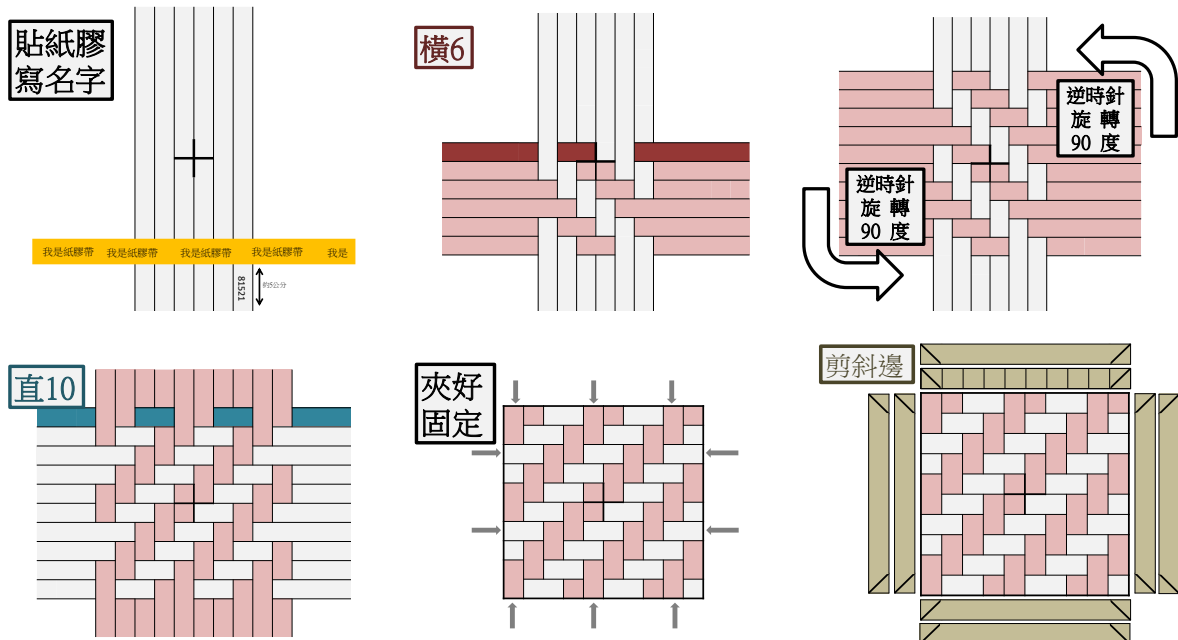 貼紙膠
寫名字
我是紙膠帶 我是紙膠帶 我是紙膠帶 我是紙膠帶 我是
81521
約5公分
橫6
逆時針
旋 轉
90 度
逆時針
旋 轉
90 度
直10
夾好
固定
剪斜邊